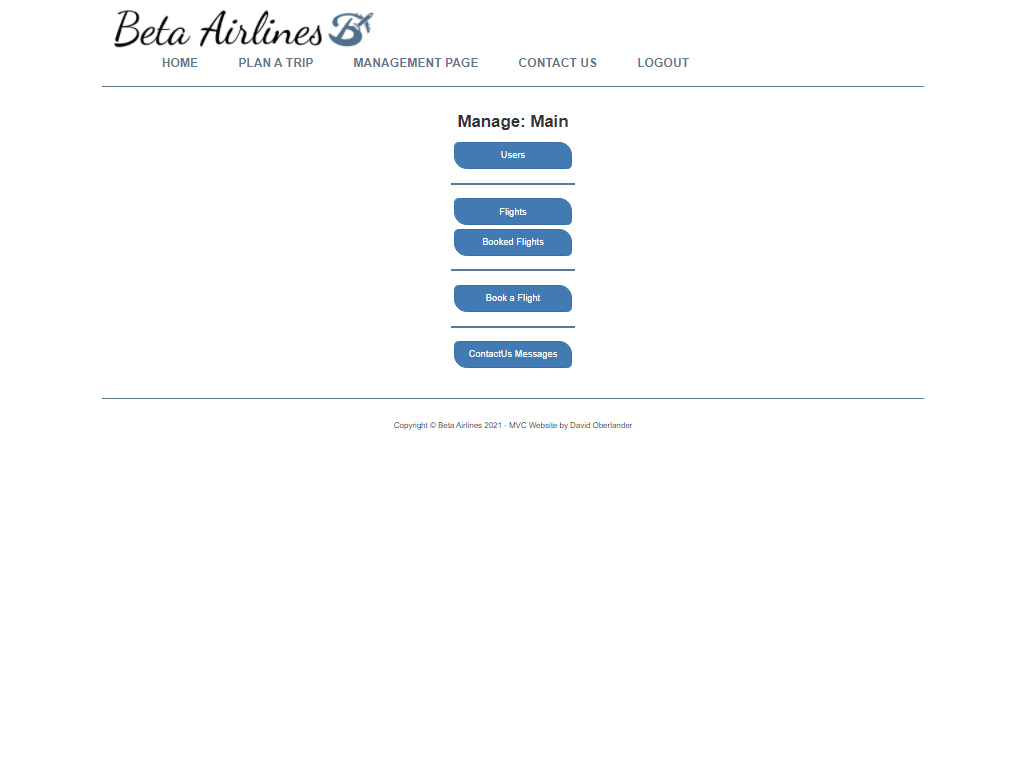 Beta Airlines B
HOME PLAN A TRIP MANAGEMENT PAGE CONTACT US LOGOUT
Manage: Main
Users
Flights
Booked Flights
Book a Flight
ContactUs Messages
Copyright © Beta Airlines 2021 - MVC Website by David Oberlander